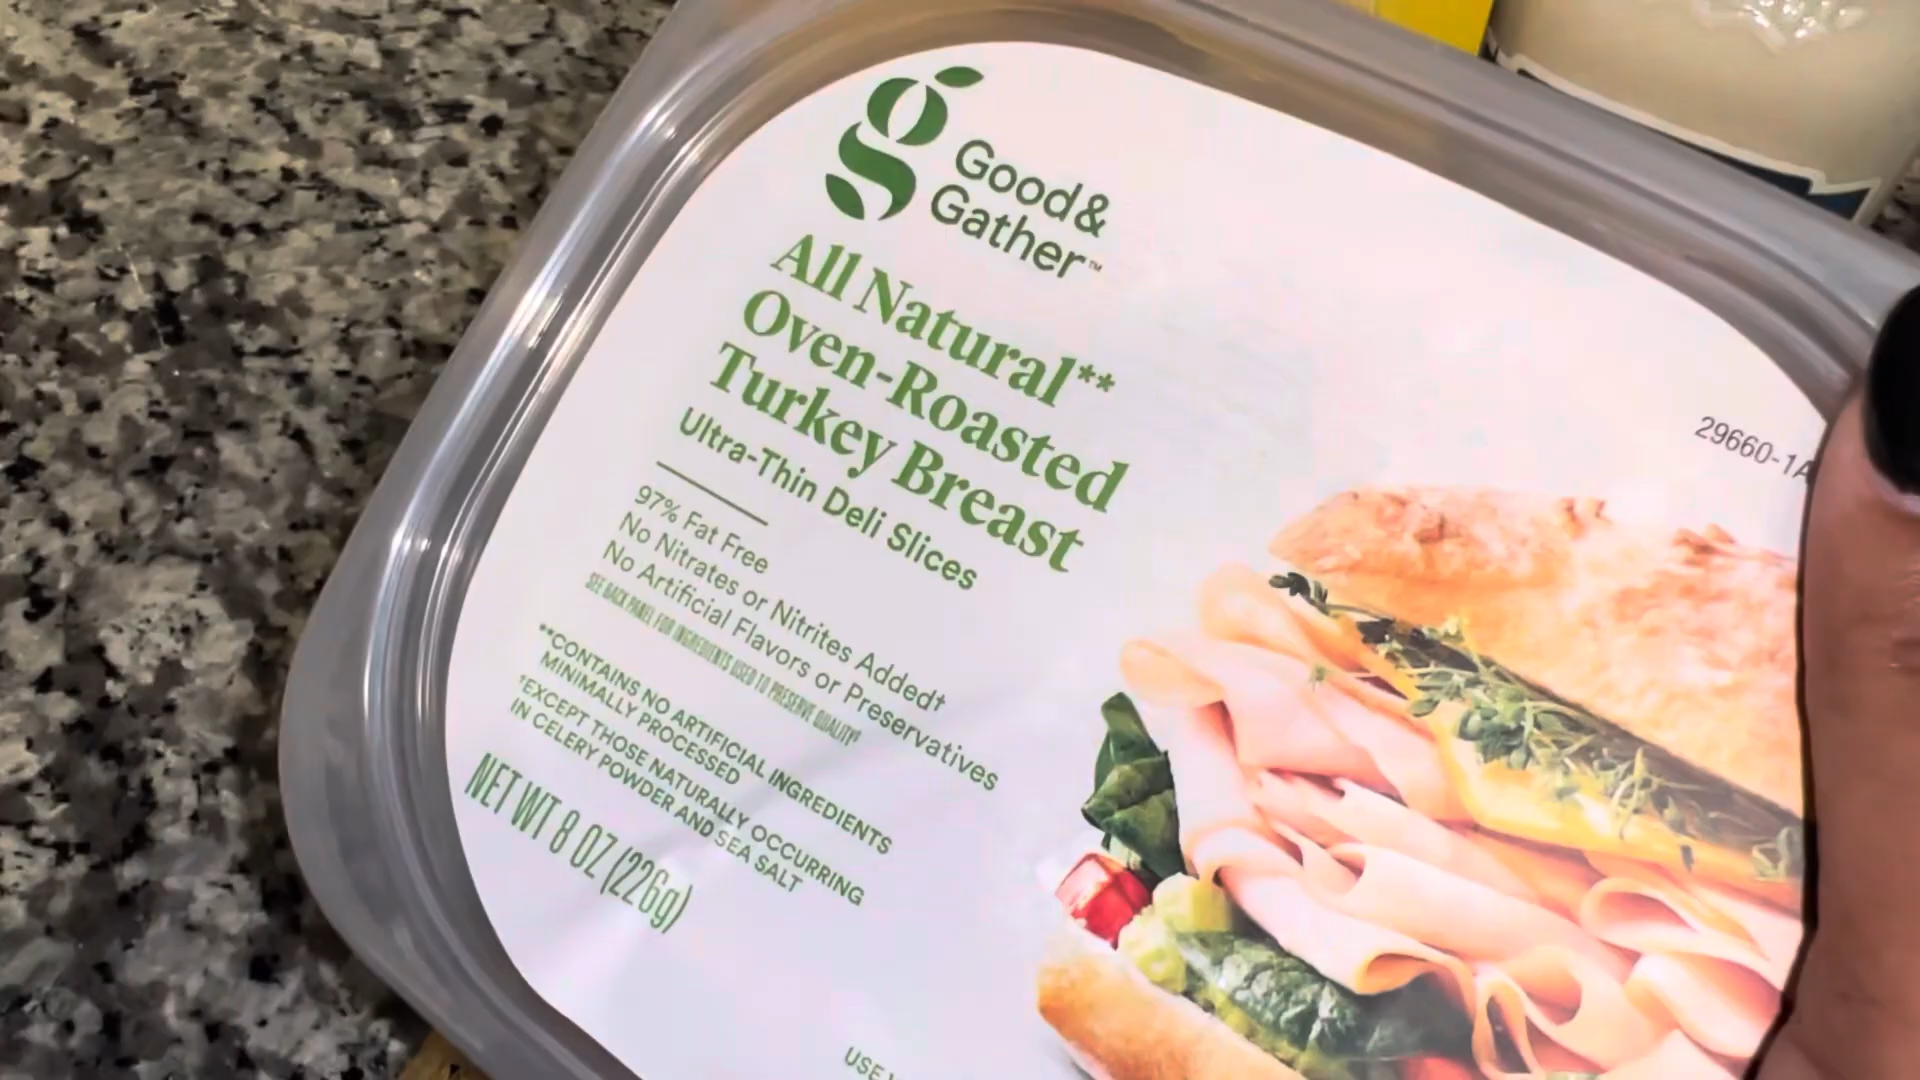 Good&
Gather™
All Natural**
Oven-Roasted
Turkey Breast
Ultra-Thin Deli Slices
97% Fat Free
No Nitrates or Nitrites Added†
No Artificial Flavors or Preservatives
SEE BACK PANEL FOR INGREDIENTS USED TO PRESERVE QUALITY
**CONTAINS NO ARTIFICIAL INGREDIENTS
MINIMALLY PROCESSED
†EXCEPT THOSE NATURALLY OCCURRING
IN CELERY POWDER AND SEA SALT
NET WT 8 OZ (226g)
29660-1A
USE